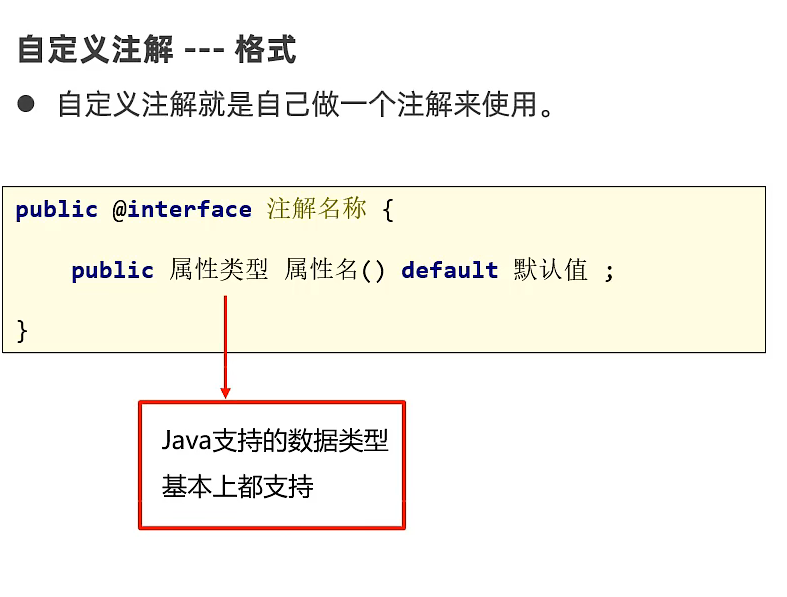 自定义注解 --- 格式
● 自定义注解就是自己做一个注解来使用。
public @interface 注解名称 {
public 属性类型 属性名() default 默认值 ;
}
Java支持的数据类型
基本上都支持